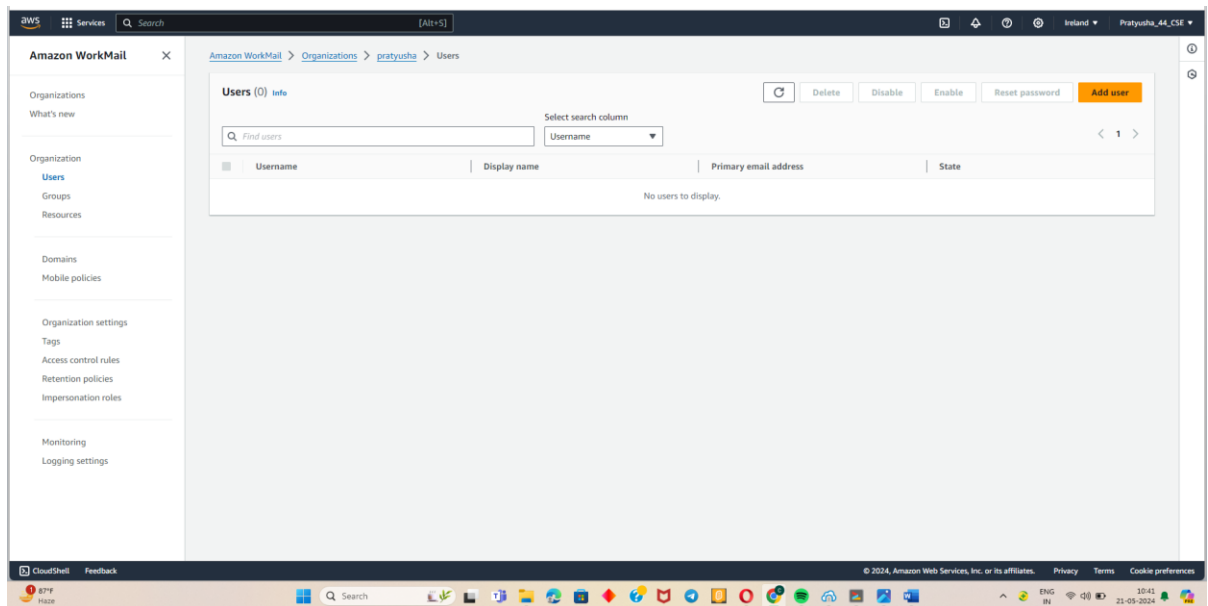 aws Services Search [Alt+S] Ireland Pratyusha_44_CSE
Amazon WorkMail
Organizations
What's new
Organization
Users
Groups
Resources
Domains
Mobile policies
Organization settings
Tags
Access control rules
Retention policies
Impersonation roles
Monitoring
Logging settings
Amazon WorkMail > Organizations > pratyusha > Users
Users (0) Info Delete Disable Enable Reset password Add user
Select search column
Find users Username 1
Username Display name Primary email address State
No users to display.
CloudShell Feedback © 2024, Amazon Web Services, Inc. or its affiliates. Privacy Terms Cookie preferences
1 87°F Search ENG 10:41
Haze IN 21-05-2024